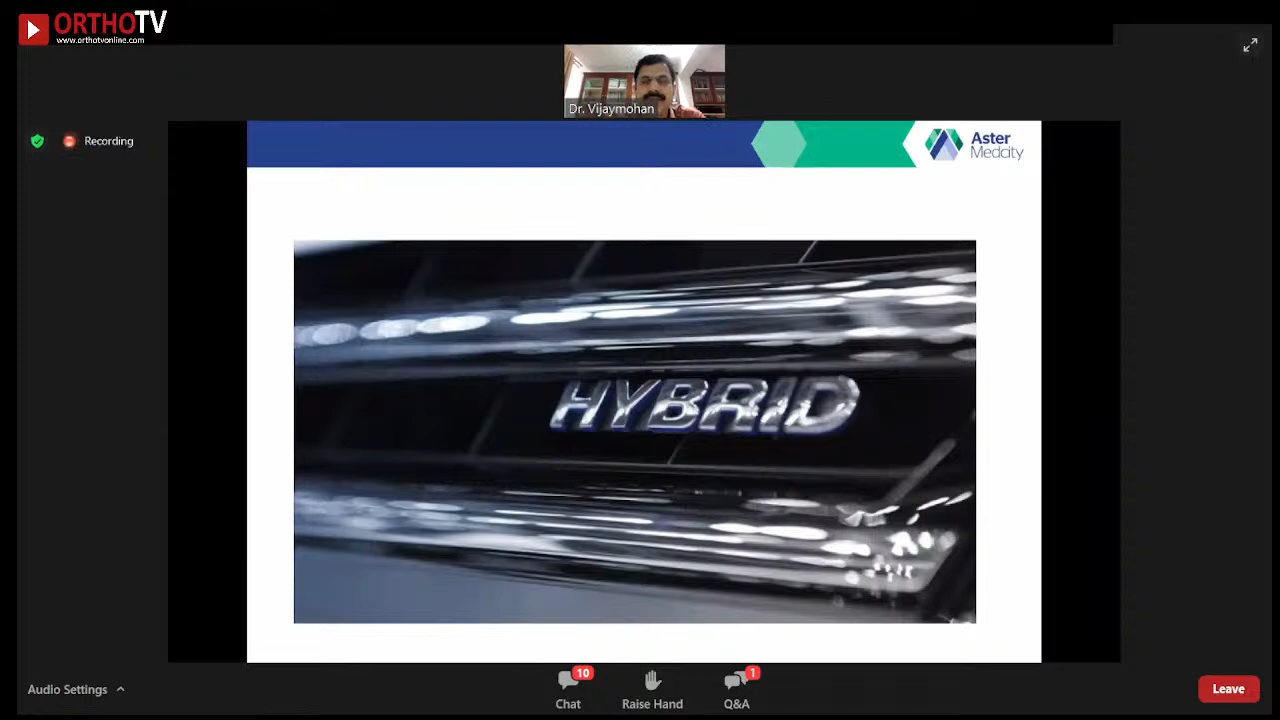 ORTHOTV
www.orthotvonline.com
Dr. Vijaymohan
Recording
Aster
Medcity
HYBRID
Audio Settings
10
Chat
Raise Hand
1
Q&A
Leave